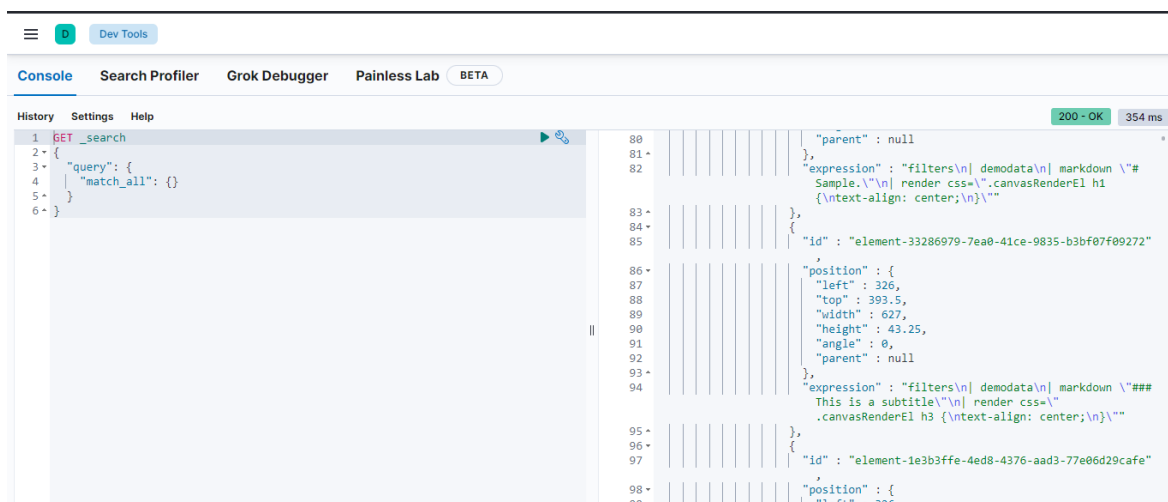 D Dev Tools
Console Search Profiler Grok Debugger Painless Lab BETA
History Settings Help 200 - OK 354 ms
1 GET _search
2 {
3 "query": {
4 "match_all": {}
5 }
6 }
80 "parent" : null
81 },
82 "expression" : "filters\n| demodata\n| markdown \"#
Sample.\"\n| render css=\".canvasRenderEl h1
{\ntext-align: center;\n}\""
83 },
84 {
85 "id" : "element-33286979-7ea0-41ce-9835-b3bf07f09272"
,
86 "position" : {
87 "left" : 326,
88 "top" : 393.5,
89 "width" : 627,
90 "height" : 43.25,
91 "angle" : 0,
92 "parent" : null
93 },
94 "expression" : "filters\n| demodata\n| markdown \"###
This is a subtitle\"\n| render css=\"
.canvasRenderEl h3 {\ntext-align: center;\n}\""
95 },
96 {
97 "id" : "element-1e3b3ffe-4ed8-4376-aad3-77e06d29cafe"
,
98 "position" : {